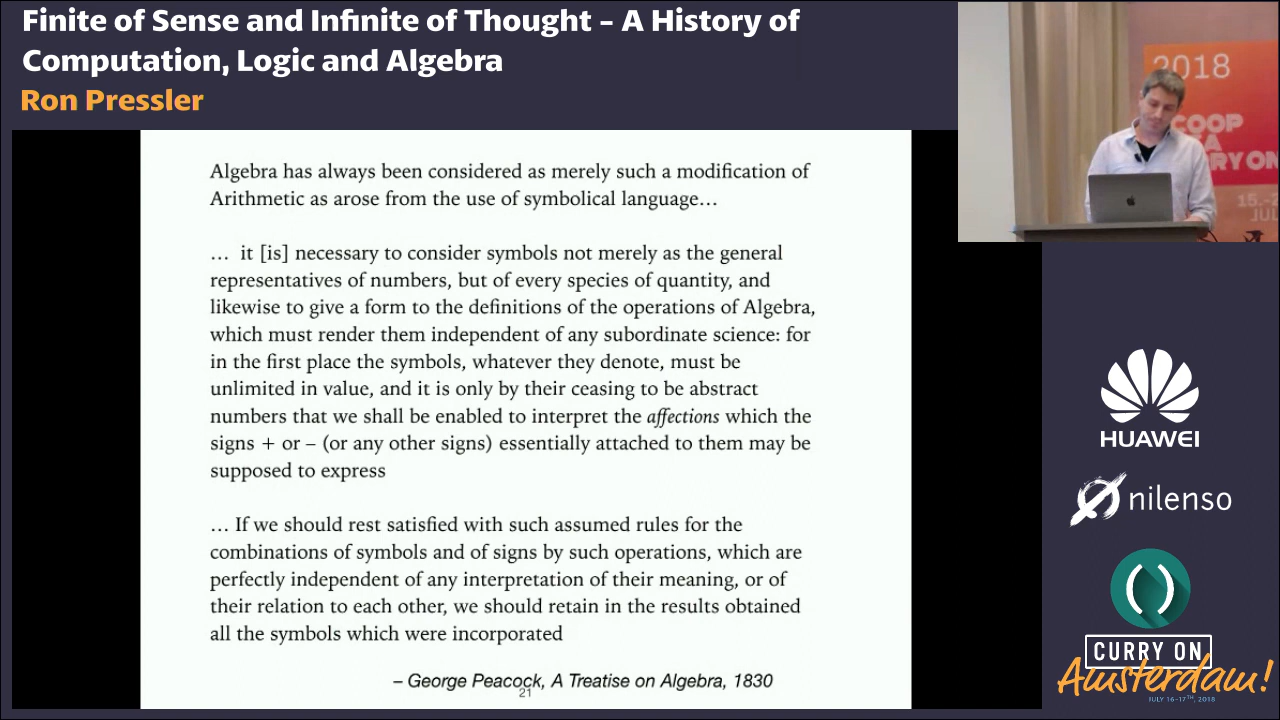 Finite of Sense and Infinite of Thought – A History of
Computation, Logic and Algebra
Ron Pressler
Algebra has always been considered as merely such a modification of
Arithmetic as arose from the use of symbolical language…
… it [is] necessary to consider symbols not merely as the general
representatives of numbers, but of every species of quantity, and
likewise to give a form to the definitions of the operations of Algebra,
which must render them independent of any subordinate science: for
in the first place the symbols, whatever they denote, must be
unlimited in value, and it is only by their ceasing to be abstract
numbers that we shall be enabled to interpret the affections which the
signs + or – (or any other signs) essentially attached to them may be
supposed to express
… If we should rest satisfied with such assumed rules for the
combinations of symbols and of signs by such operations, which are
perfectly independent of any interpretation of their meaning, or of
their relation to each other, we should retain in the results obtained
all the symbols which were incorporated
– George Peacock, A Treatise on Algebra, 1830
21
2018
COOP
RY ON
15.-2
JUL
HUAWEI
nilenso
()
CURRY ON
Amsterdam!
JULY 16-17TH, 2018